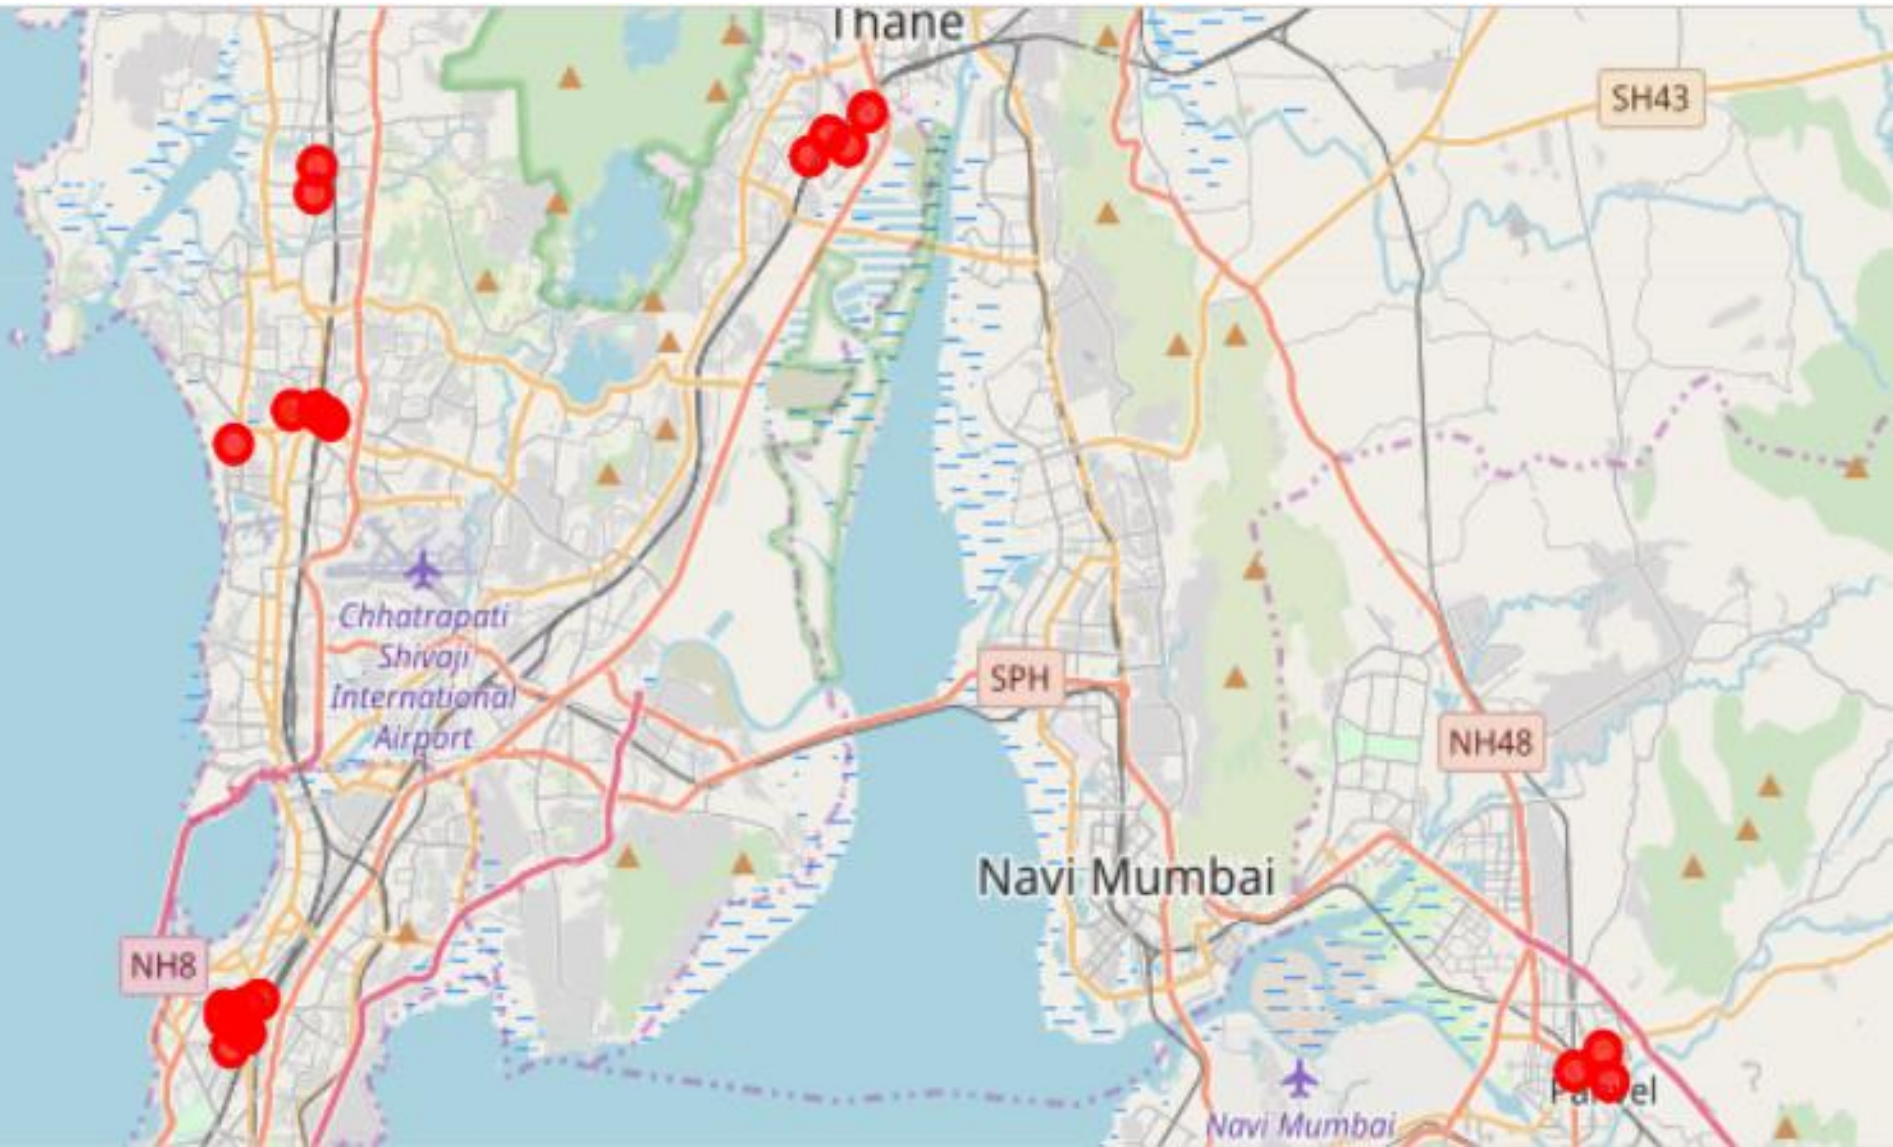 Thane
SH43
Chhatrapati
Shivaji
International
Airport
SPH
NH48
Navi Mumbai
NH8
?
Navi Mumbai